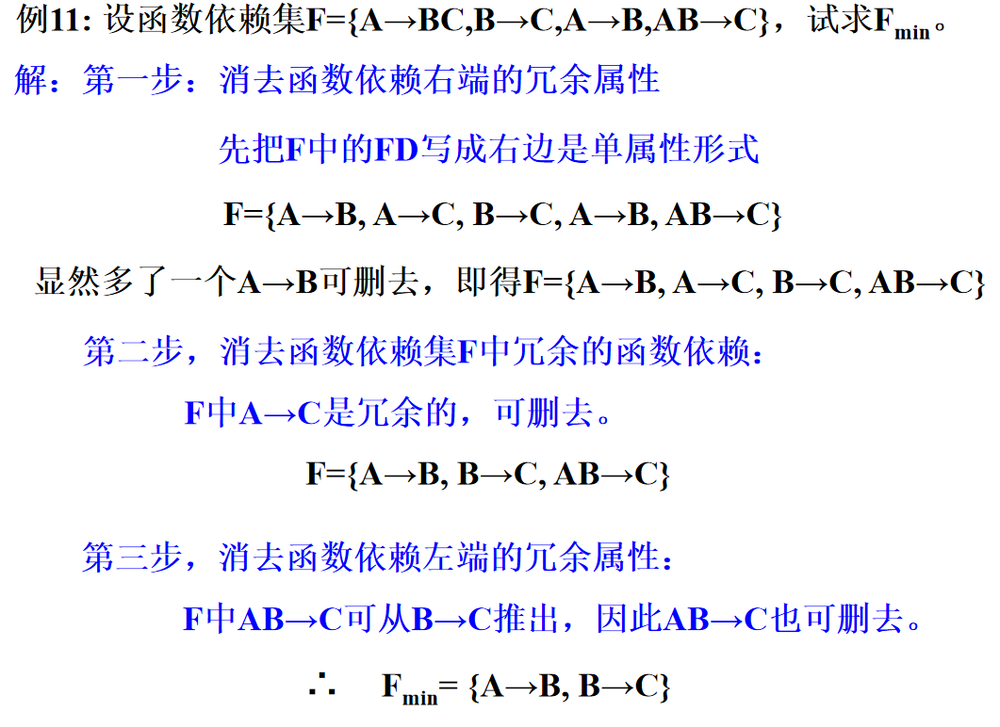 例11: 设函数依赖集F={A→BC,B→C,A→B,AB→C}，试求Fmin。
解：第一步：消去函数依赖右端的冗余属性
先把F中的FD写成右边是单属性形式
F={A→B, A→C, B→C, A→B, AB→C}
显然多了一个A→B可删去，即得F={A→B, A→C, B→C, AB→C}
第二步，消去函数依赖集F中冗余的函数依赖：
F中A→C是冗余的，可删去。
F={A→B, B→C, AB→C}
第三步，消去函数依赖左端的冗余属性：
F中AB→C可从B→C推出，因此AB→C也可删去。
∴ Fmin= {A→B, B→C}